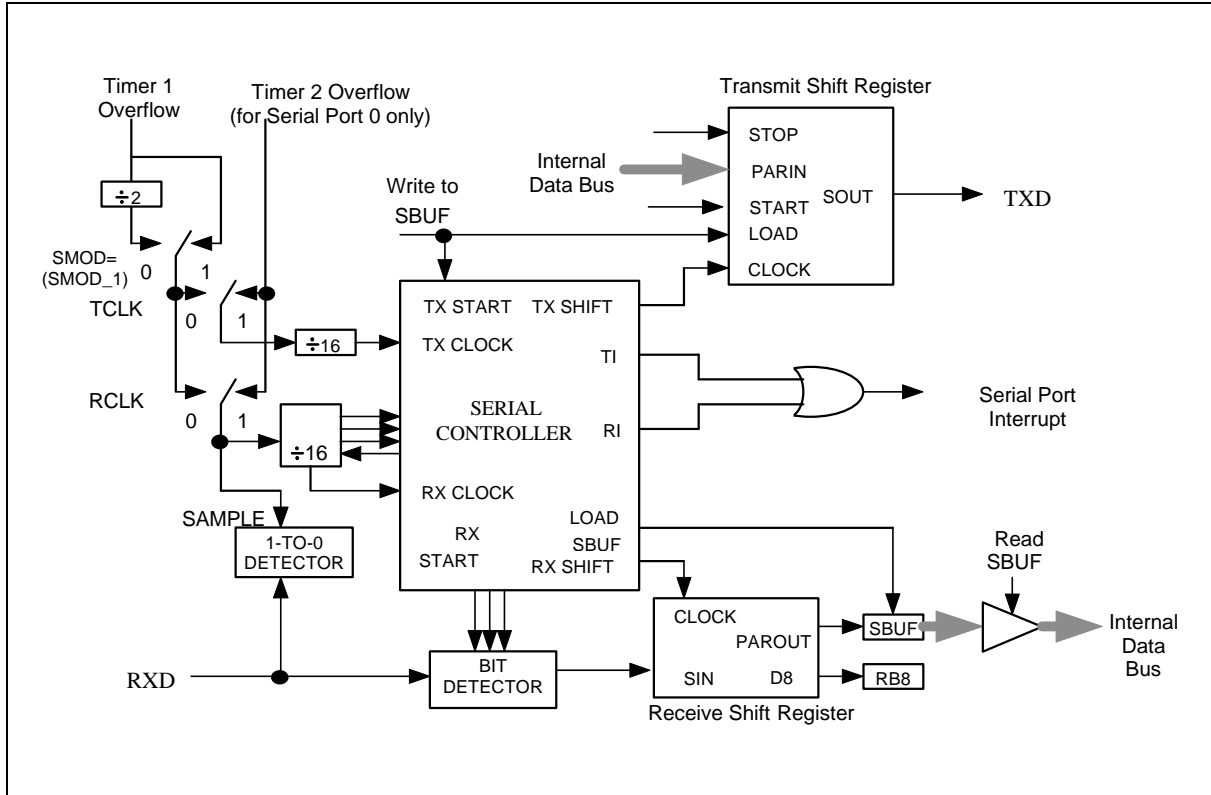 Timer 1
Overflow
Timer 2 Overflow
(for Serial Port 0 only)
Transmit Shift Register
÷2
Internal
Data Bus
STOP
PARIN
SOUT
START
LOAD
CLOCK
TXD
Write to
SBUF
SMOD=
(SMOD_1)
0
1
TCLK
0
1
÷16
RCLK
0
1
÷16
TX START
TX SHIFT
TX CLOCK
TI
SERIAL
CONTROLLER
RI
RX CLOCK
LOAD
SBUF
RX
START
RX SHIFT
Serial Port
Interrupt
SAMPLE
1-TO-0
DETECTOR
RXD
BIT
DETECTOR
CLOCK
PAROUT
SIN
D8
Receive Shift Register
SBUF
RB8
Read
SBUF
Internal
Data
Bus